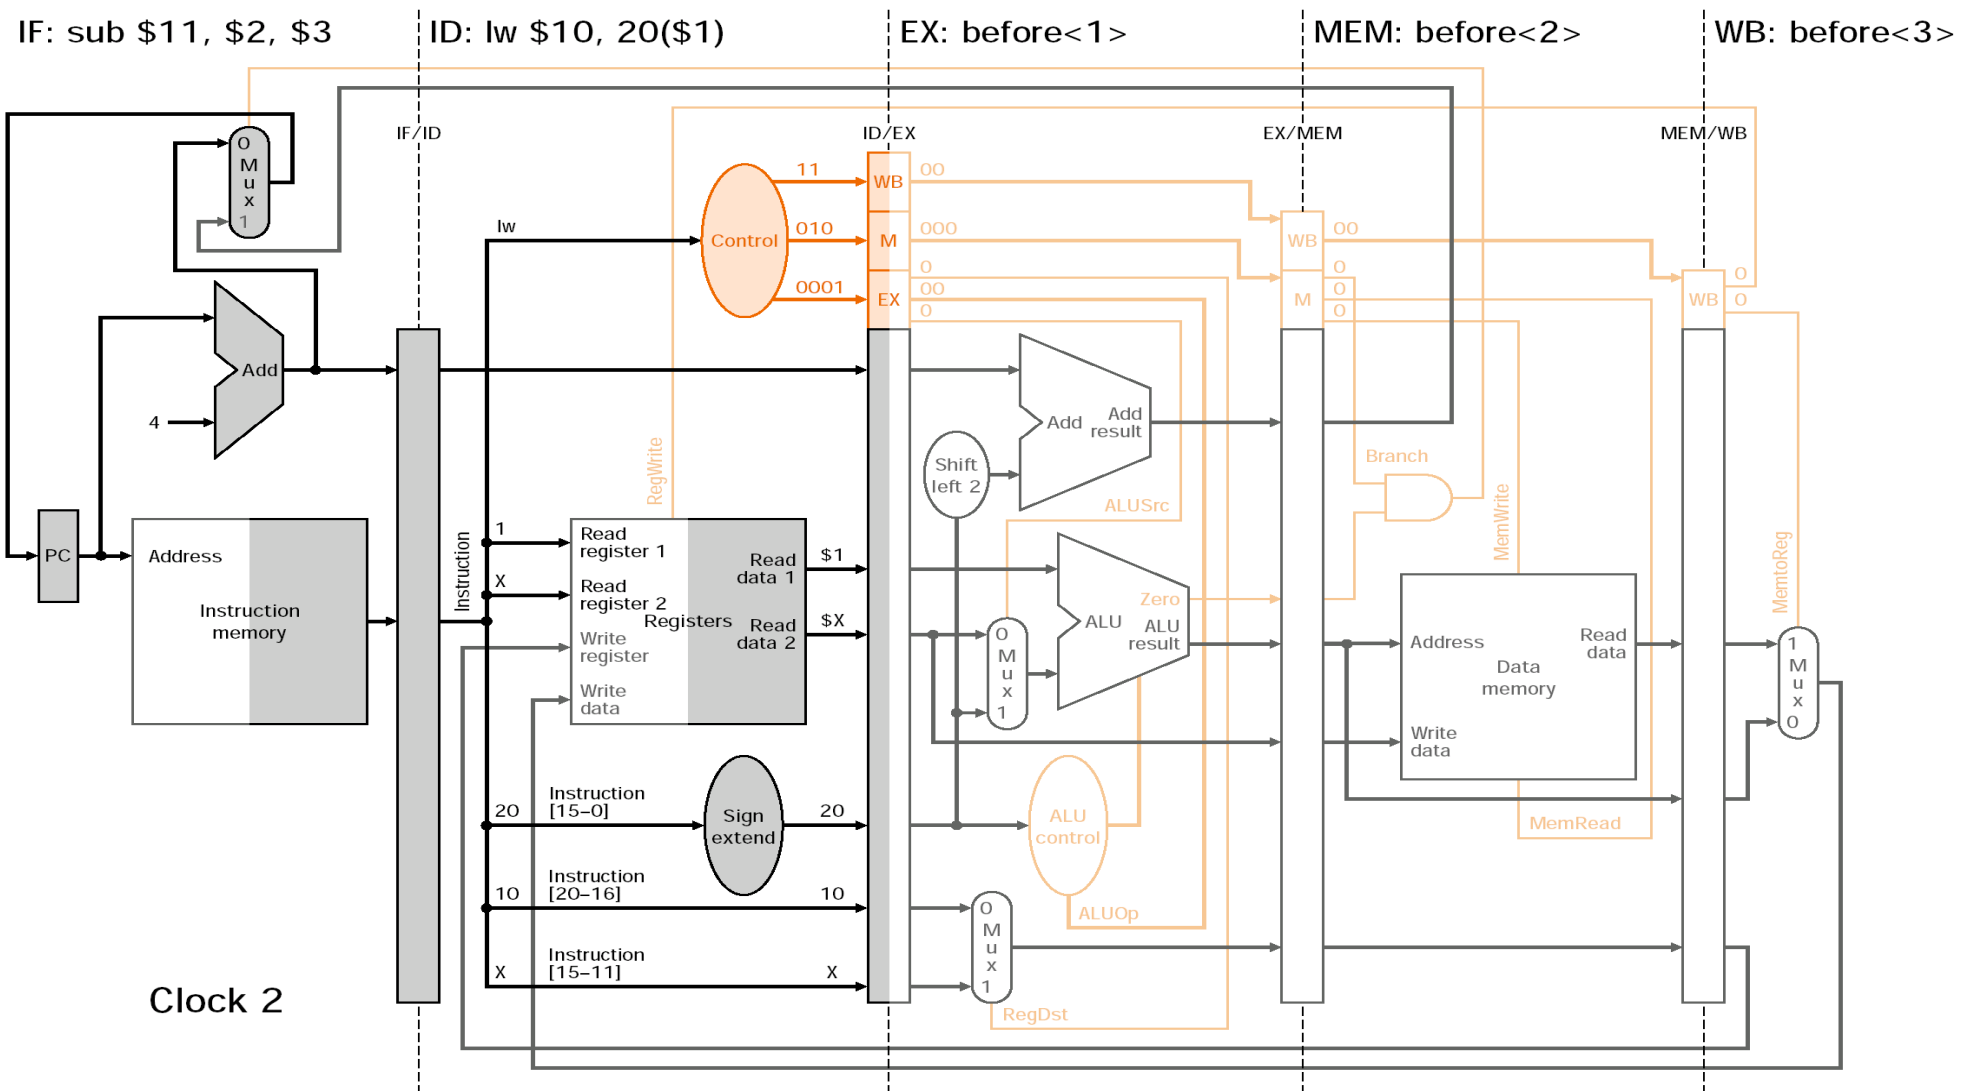 IF: sub $11, $2, $3
ID: lw $10, 20($1)
EX: before<1>
MEM: before<2>
WB: before<3>
IF/ID
ID/EX
EX/MEM
MEM/WB
0
M
u
x
1
Add
4
PC
Address
Instruction
memory
Instruction
lw
Control
11
010
0001
WB
M
EX
00
000
0
00
0
WB
M
00
0
0
0
WB
0
0
RegWrite
1
Read
register 1
X
Read
register 2
Registers
Write
register
Write
data
Read
data 1
Read
data 2
$1
$X
20
Instruction
[15–0]
Sign
extend
20
10
Instruction
[20–16]
10
X
Instruction
[15–11]
X
Shift
left 2
Add
Add
result
ALUSrc
0
M
u
x
1
ALU
Zero
ALU
result
ALU
control
ALUOp
0
M
u
x
1
RegDst
Branch
MemWrite
Address
Read
data
Data
memory
Write
data
MemRead
MemtoReg
1
M
u
x
0
Clock 2